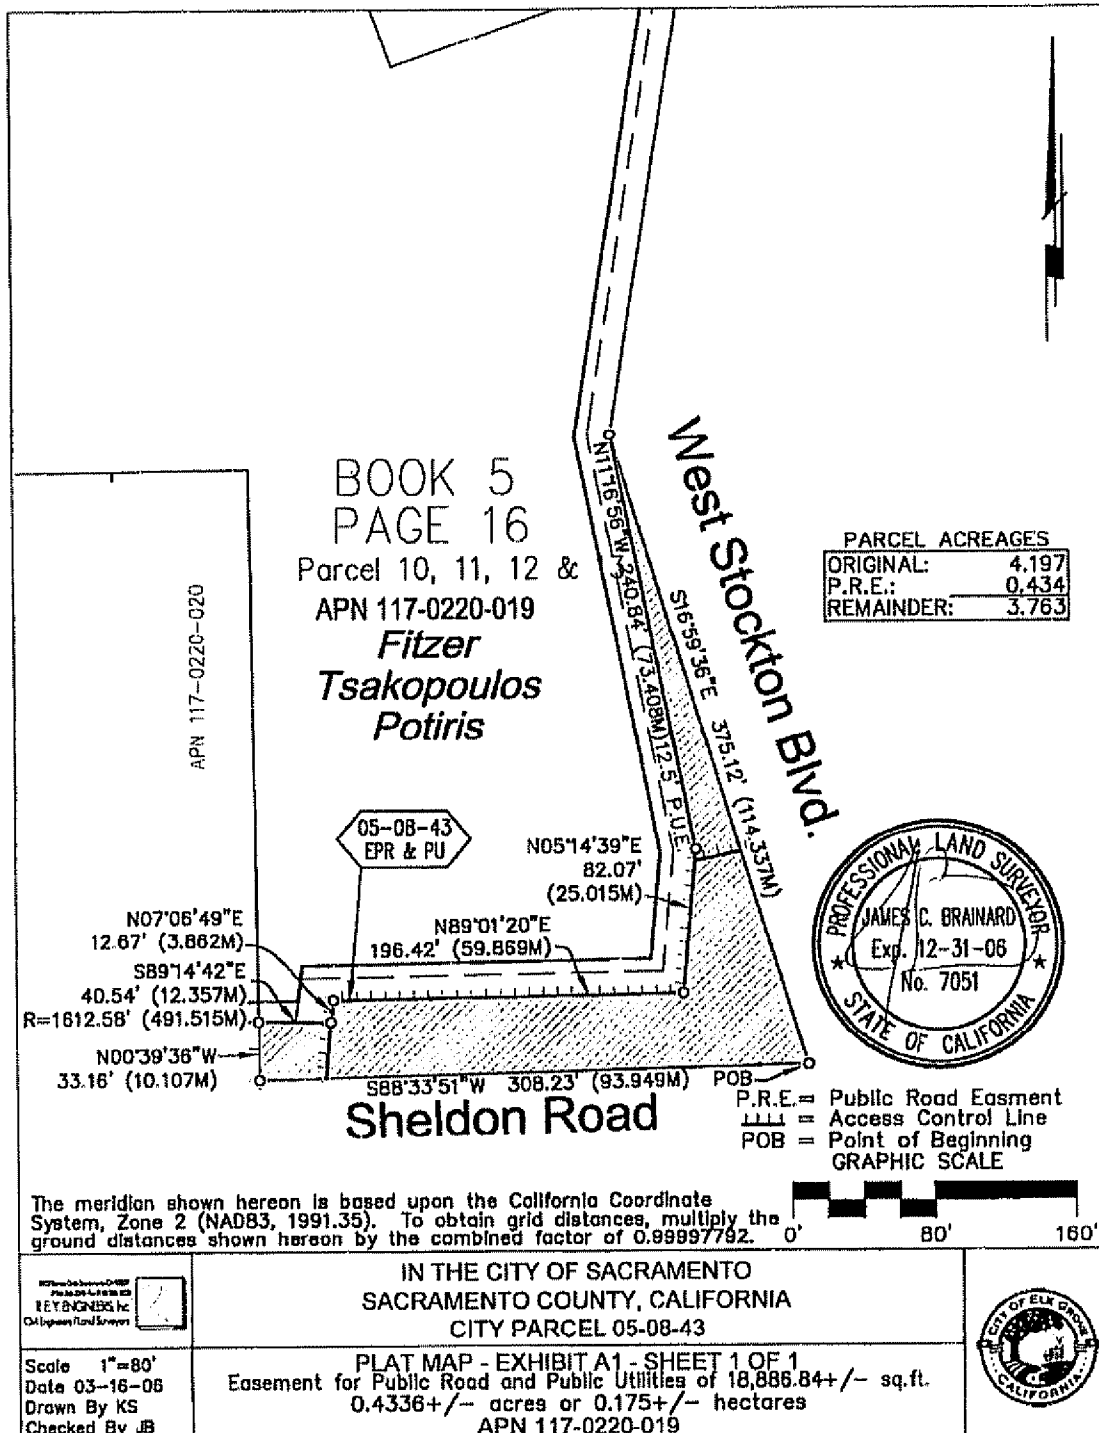 BOOK 5
PAGE 16
Parcel 10, 11, 12 &
APN 117-0220-019
Fitzer
Tsakopoulos
Potiris
APN 117-0220-020
West Stockton Blvd.
N11°16'56"W 240.84' (73.408M)
12.5' P.U.E.
S16°59'36"E 375.12' (114.337M)
PARCEL ACREAGES
ORIGINAL: 4.197
P.R.E.: 0.434
REMAINDER: 3.763
05-08-43
EPR & PU
N05°14'39"E
82.07'
(25.015M)
N89°01'20"E
196.42' (59.869M)
N07°06'49"E
12.67' (3.862M)
S89°14'42"E
40.54' (12.357M)
R=1612.58' (491.515M)
N00°39'36"W
33.16' (10.107M)
S88°33'51"W 308.23' (93.949M)
POB
Sheldon Road
PROFESSIONAL LAND SURVEYOR
JAMES C. BRAINARD
Exp. 12-31-06
No. 7051
STATE OF CALIFORNIA
P.R.E.= Public Road Easment
= Access Control Line
POB = Point of Beginning
GRAPHIC SCALE
0' 80' 160'
The meridian shown hereon is based upon the California Coordinate
System, Zone 2 (NAD83, 1991.35). To obtain grid distances, multiply the
ground distances shown hereon by the combined factor of 0.99997792.
IN THE CITY OF SACRAMENTO
SACRAMENTO COUNTY, CALIFORNIA
CITY PARCEL 05-08-43
Scale 1"=80'
Date 03-16-06
Drawn By KS
Checked By JB
PLAT MAP - EXHIBIT A1 - SHEET 1 OF 1
Easement for Public Road and Public Utilities of 18,886.84+/- sq.ft.
0.4336+/- acres or 0.175+/- hectares
APN 117-0220-019
CITY OF ELK GROVE
CALIFORNIA